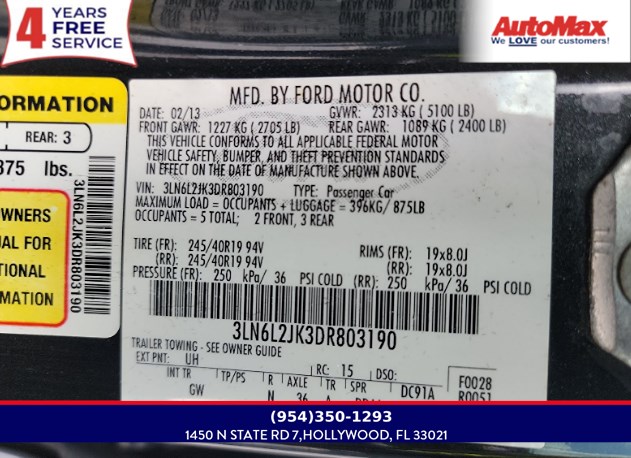 4 YEARS
FREE
SERVICE
AutoMax
We LOVE our customers!
ORMATION
REAR: 3
375 lbs.
WNERS
UAL FOR
TIONAL
MATION
3LN6L2JK3DR803190
MFD. BY FORD MOTOR CO.
DATE: 02/13 GVWR: 2313 KG ( 5100 LB)
FRONT GAWR: 1227 KG ( 2705 LB) REAR GAWR: 1089 KG ( 2400 LB)
THIS VEHICLE CONFORMS TO ALL APPLICABLE FEDERAL MOTOR
VEHICLE SAFETY, BUMPER, AND THEFT PREVENTION STANDARDS
IN EFFECT ON THE DATE OF MANUFACTURE SHOWN ABOVE.
VIN: 3LN6L2JK3DR803190 TYPE: Passenger Car
MAXIMUM LOAD = OCCUPANTS + LUGGAGE = 396KG/ 875LB
OCCUPANTS = 5 TOTAL; 2 FRONT, 3 REAR
TIRE (FR): 245/40R19 94V RIMS (FR): 19x8.0J
(RR): 245/40R19 94V (RR): 19x8.0J
PRESSURE (FR): 250 kPa/ 36 PSI COLD (RR): 250 kPa/ 36 PSI COLD
3LN6L2JK3DR803190
TRAILER TOWING - SEE OWNER GUIDE
EXT PNT: UH RC: 15 DSO:
INT TR TP/PS R AXLE TR SPR DC91A F0028
GW N 36 A R0051
(954)350-1293
1450 N STATE RD 7,HOLLYWOOD, FL 33021